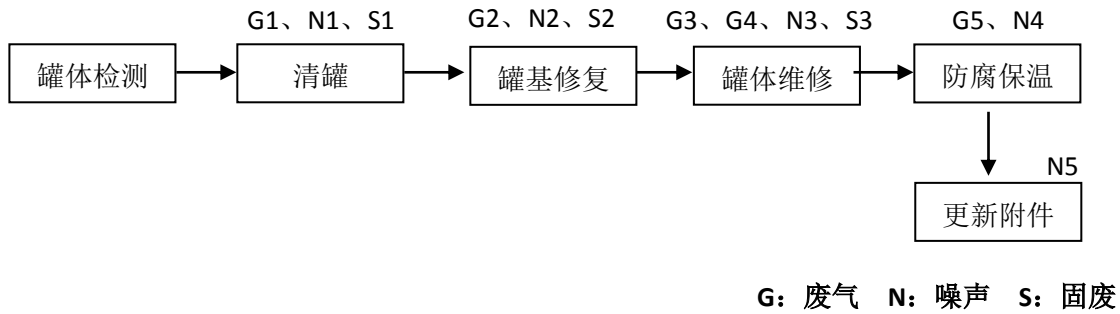 G1、N1、S1 G2、N2、S2 G3、G4、N3、S3 G5、N4
罐体检测 清罐 罐基修复 罐体维修 防腐保温
N5
更新附件
G：废气 N：噪声 S：固废